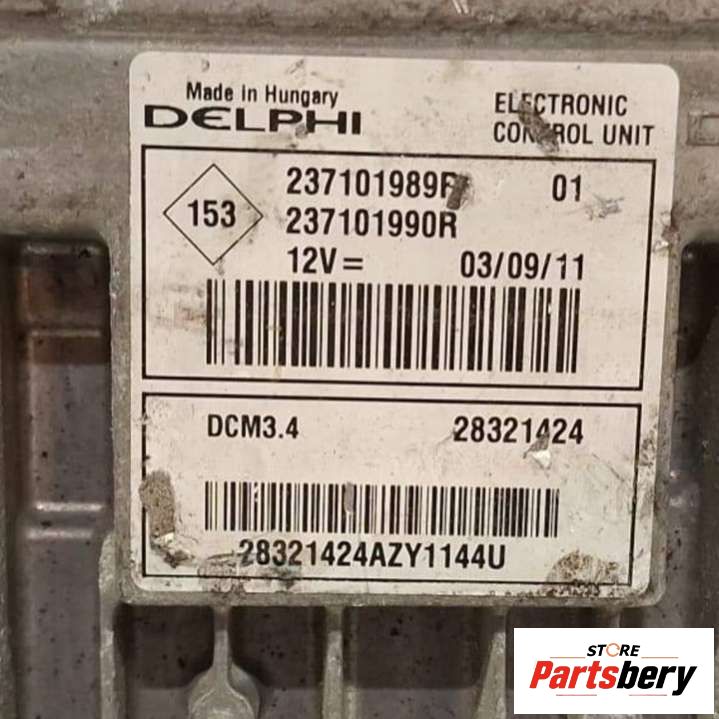 Made in Hungary
DELPHI
ELECTRONIC
CONTROL UNIT
153
237101989R 01
237101990R
12V = 03/09/11
DCM3.4 28321424
28321424AZY1144U
STORE
Partsbery